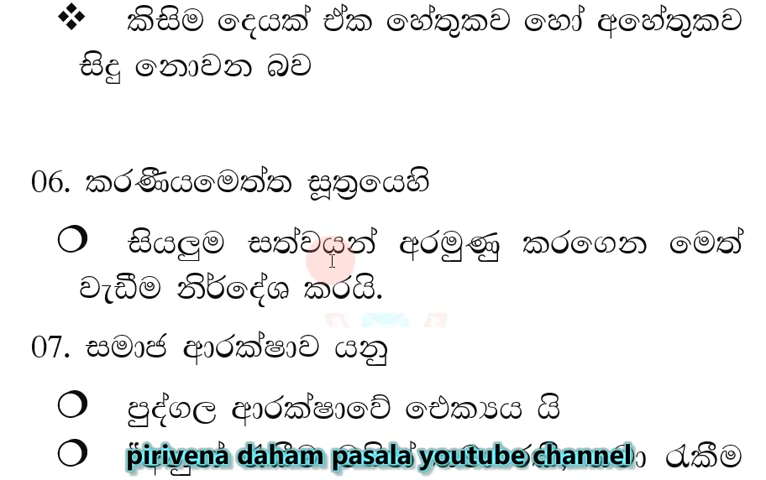 ❖ කිසිම දෙයක් ඒක හේතුකව හෝ අහේතුකව
සිදු නොවන බව
06. කරණීයමෙත්ත සූත්‍රයෙහි
❍ සියලුම සත්වයන් අරමුණු කරගෙන මෙත්
වැඩීම නිර්දේශ කරයි.
07. සමාජ ආරක්ෂාව යනු
❍ පුද්ගල ආරක්ෂාවේ ඓක්‍යය යි
❍ pirivena daham pasala youtube channel රැකීම